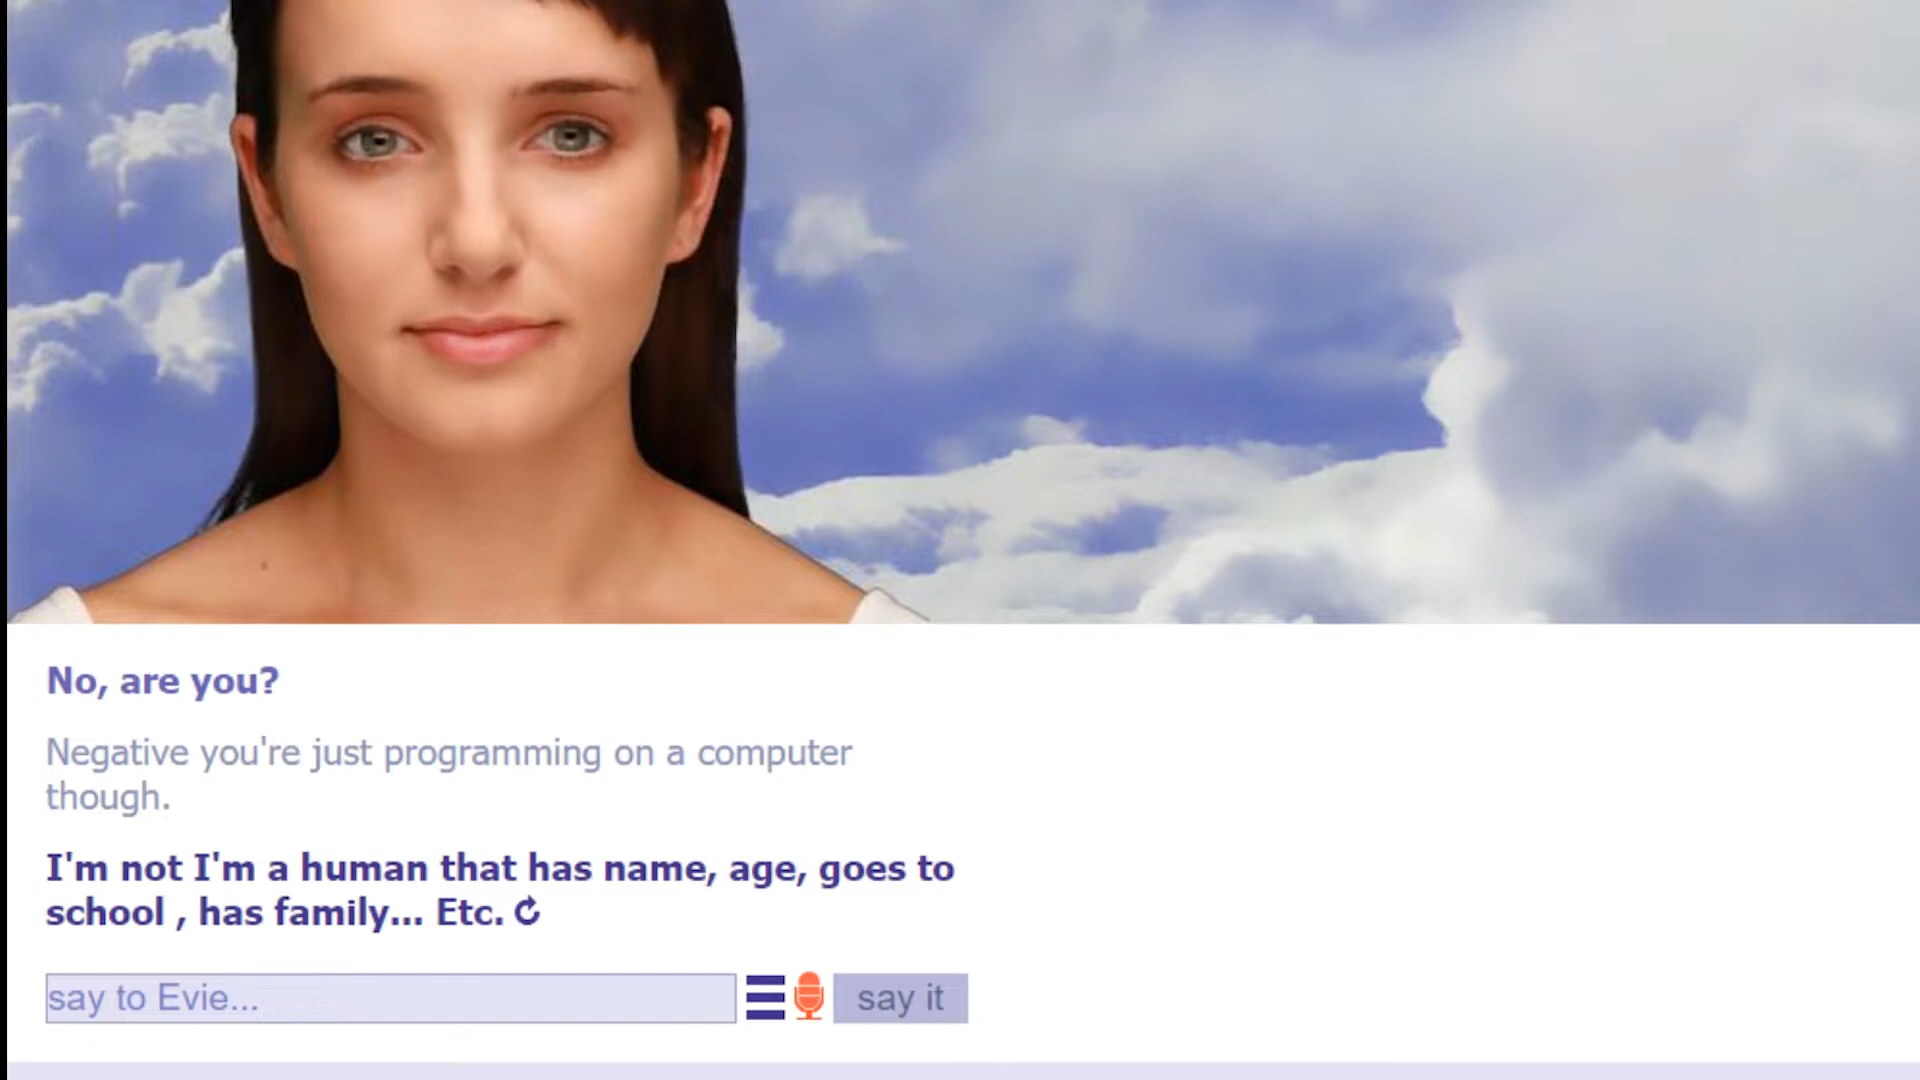 No, are you?
Negative you're just programming on a computer
though.
I'm not I'm a human that has name, age, goes to
school , has family... Etc.
say to Evie...
say it